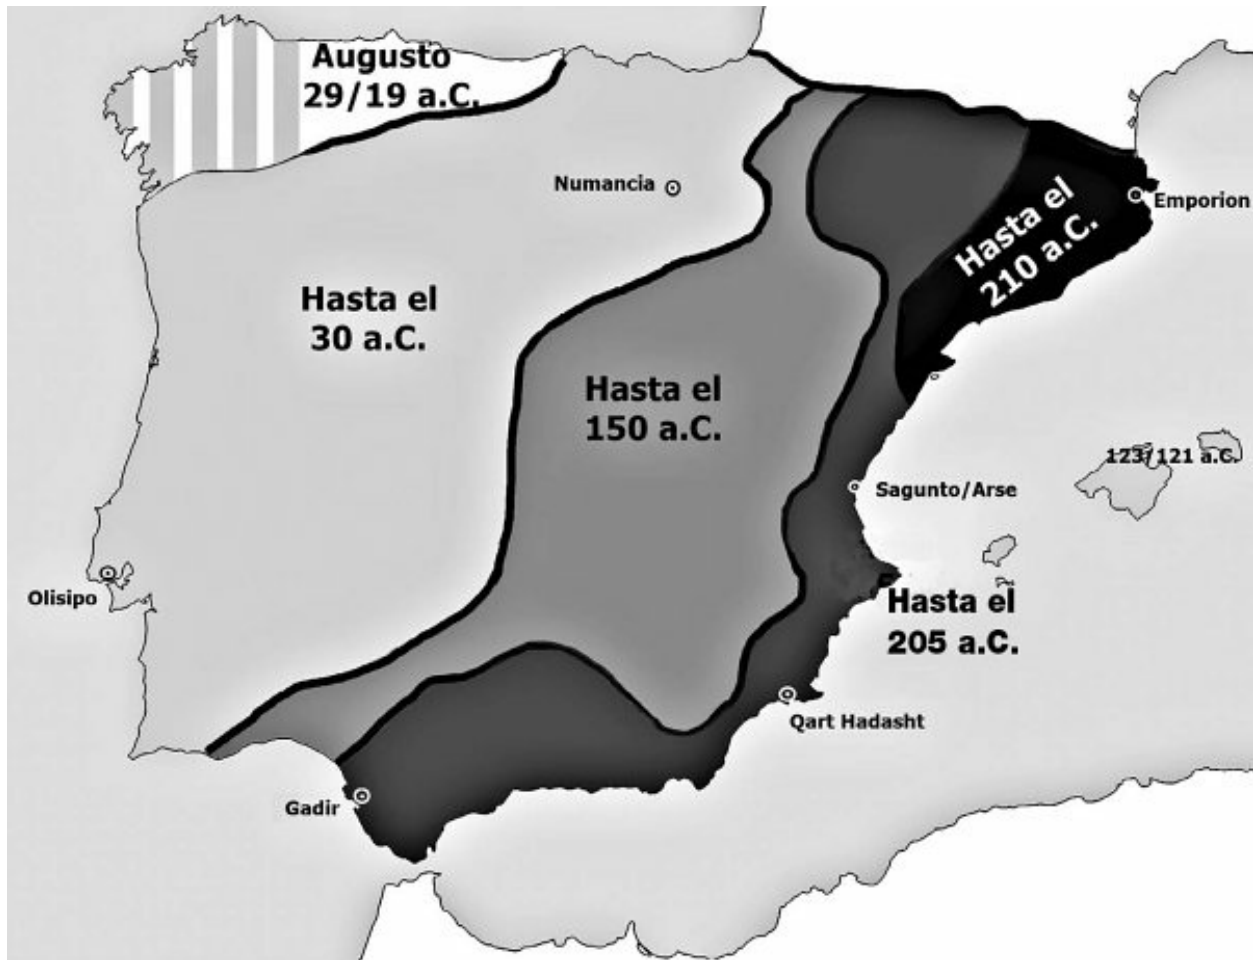 Augusto
29/19 a.C.
Numancia
Emporion
Hasta el
210 a.C.
Hasta el
30 a.C.
Hasta el
150 a.C.
123/121 a.C.
Sagunto/Arse
Olisipo
Hasta el
205 a.C.
Qart Hadasht
Gadir